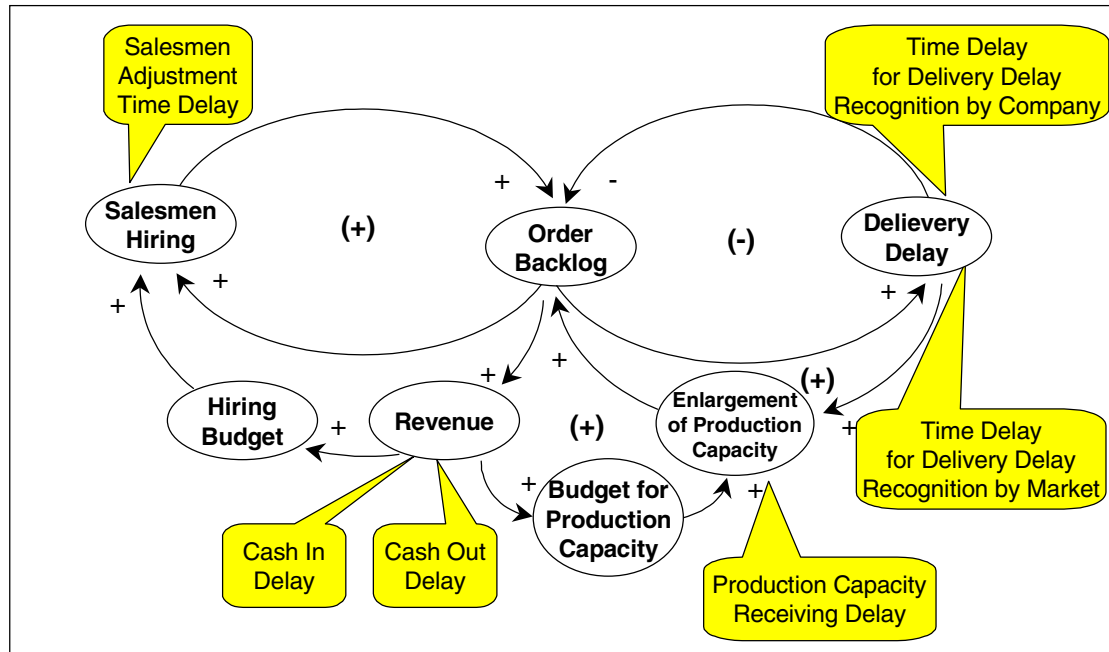 Salesmen
Adjustment
Time Delay
Time Delay
for Delivery Delay
Recognition by Company
+
-
Salesmen
Hiring
(+)
Order
Backlog
(-)
Delievery
Delay
+
+
+
+
+
(+)
Hiring
Budget
+
Revenue
(+)
Enlargement
of Production
Capacity
+
Time Delay
for Delivery Delay
Recognition by Market
+
Budget for
Production
Capacity
+
Cash In
Delay
Cash Out
Delay
Production Capacity
Receiving Delay